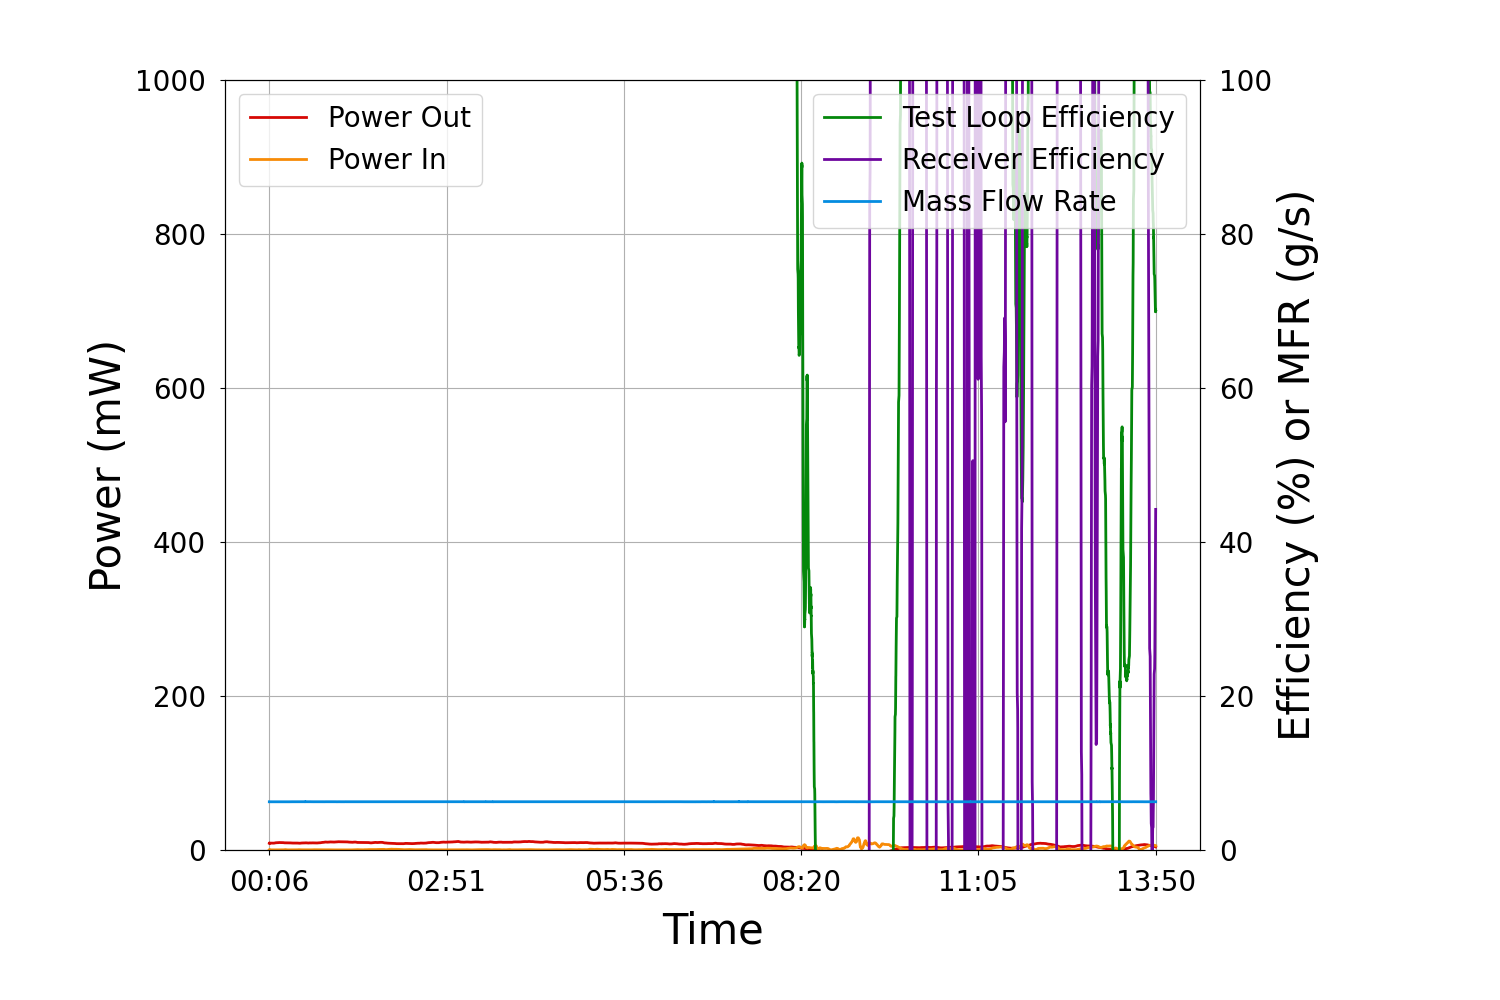 Power Out
Power In
Test Loop Efficiency
Receiver Efficiency
Mass Flow Rate
1000
800
600
400
200
0
Power (mW)
100
80
60
40
20
0
Efficiency (%) or MFR (g/s)
00:06 02:51 05:36 08:20 11:05 13:50
Time